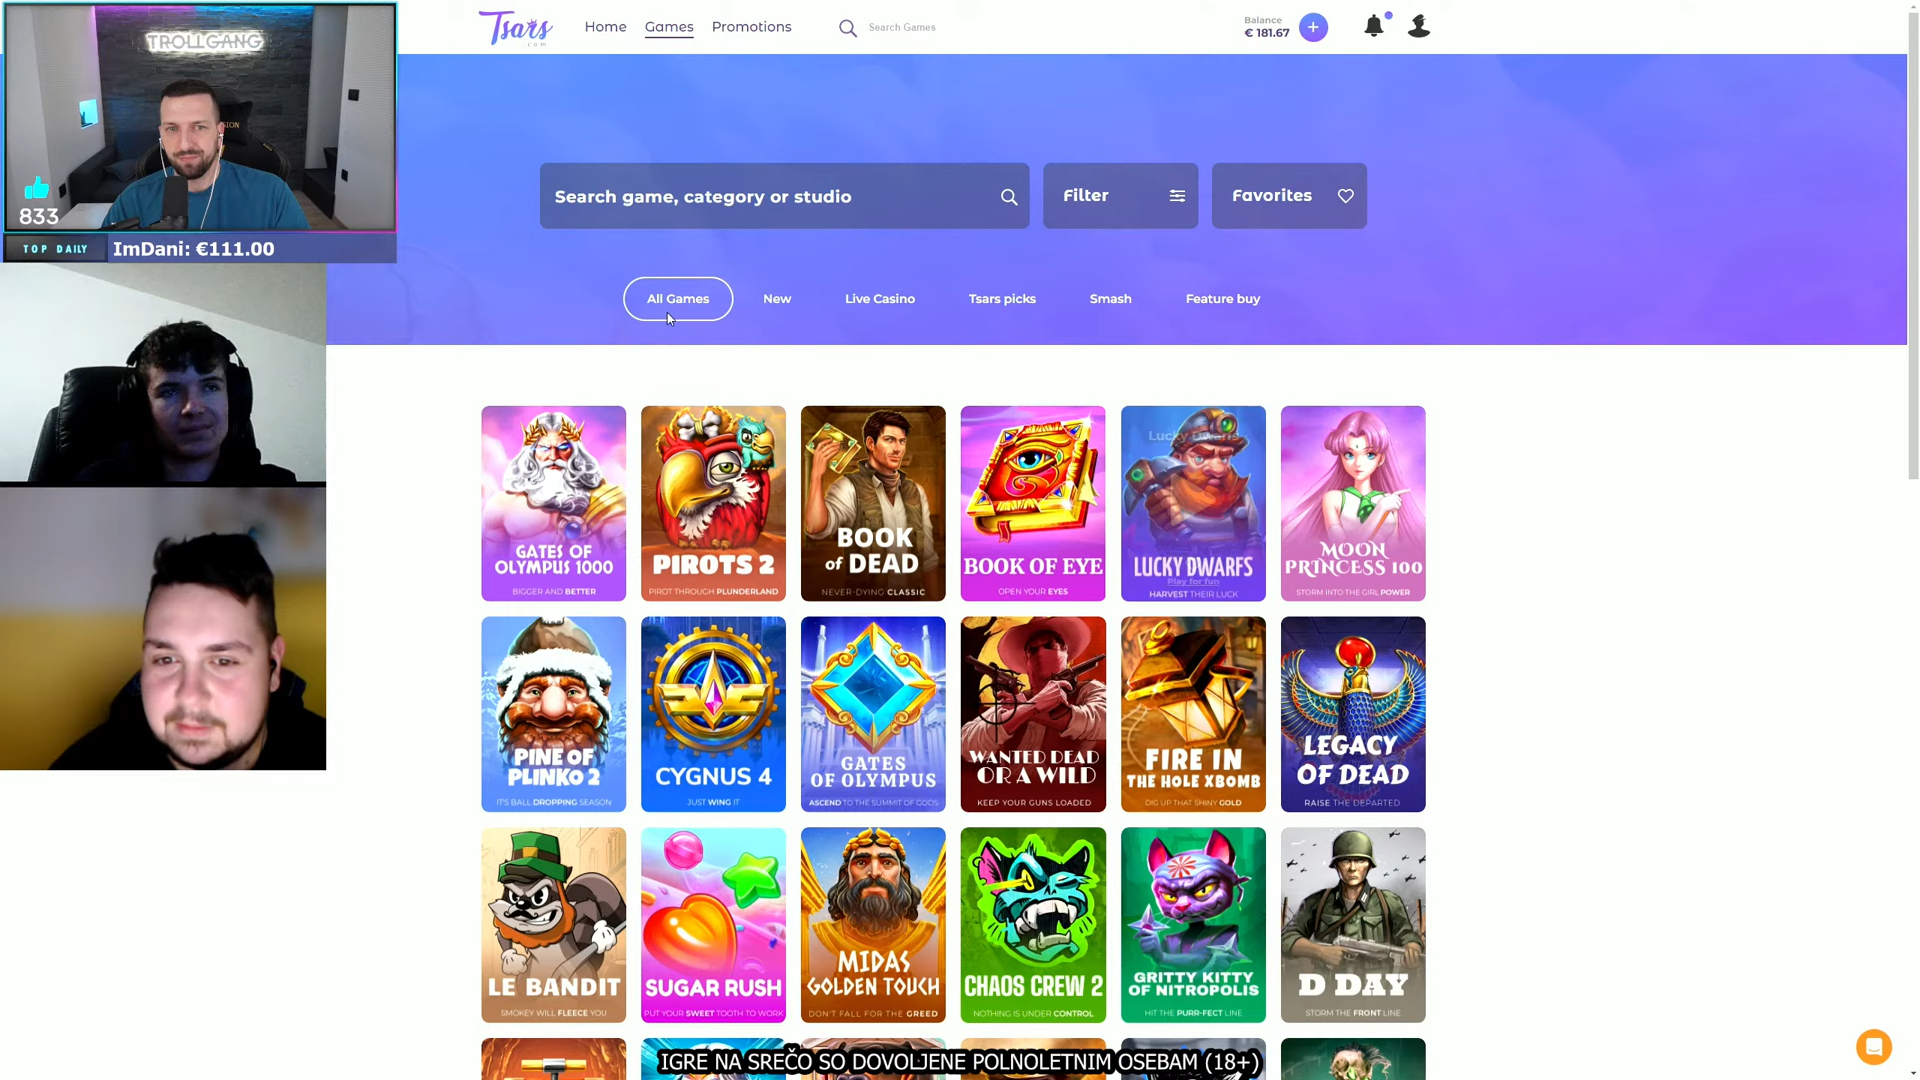 TROLLGANG
833
TOP DAILY
ImDani: €111.00
Tsars
.com
Home
Games
Promotions
Search Games
Balance
€ 181.67
Search game, category or studio
Filter
Favorites
All Games
New
Live Casino
Tsars picks
Smash
Feature buy
GATES OF
OLYMPUS 1000
BIGGER AND BETTER
PIROTS 2
PIROT THROUGH PLUNDERLAND
BOOK
of DEAD
NEVER-DYING CLASSIC
BOOK OF EYE
OPEN YOUR EYES
Lucky Dwarfs
LUCKY DWARFS
Play for fun
HARVEST THEIR LUCK
MOON
PRINCESS 100
STORM INTO THE GIRL POWER
PINE OF
PLINKO 2
IT'S BALL DROPPING SEASON
CYGNUS 4
JUST WING IT
GATES
OF OLYMPUS
ASCEND TO THE SUMMIT OF GODS
WANTED DEAD
OR A WILD
KEEP YOUR GUNS LOADED
FIRE IN
THE HOLE XBOMB
DIG UP THAT SHINY GOLD
LEGACY
OF DEAD
RAISE THE DEPARTED
LE BANDIT
SMOKEY WILL FLEECE YOU
SUGAR RUSH
PUT YOUR SWEET TOOTH TO WORK
MIDAS
GOLDEN TOUCH
DON'T FALL FOR THE GREED
CHAOS CREW 2
NOTHING IS UNDER CONTROL
GRITTY KITTY
OF NITROPOLIS
HIT THE PURR-FECT LINE
D DAY
STORM THE FRONT LINE
IGRE NA SREČO SO DOVOLJENE POLNOLETNIM OSEBAM (18+)